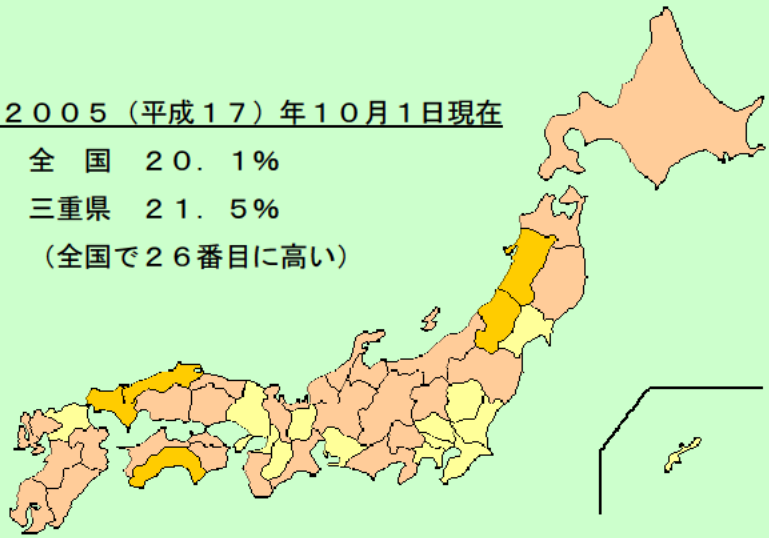 ２００５（平成１７）年１０月１日現在
全　国　２０．１％
三重県　２１．５％
（全国で２６番目に高い）